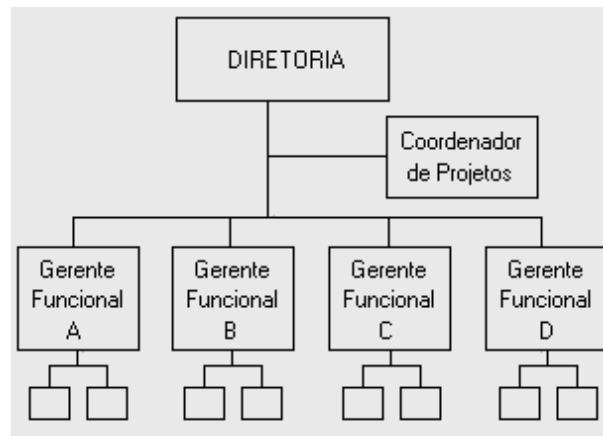 DIRETORIA
Coordenador
de Projetos
Gerente
Funcional
A
Gerente
Funcional
B
Gerente
Funcional
C
Gerente
Funcional
D